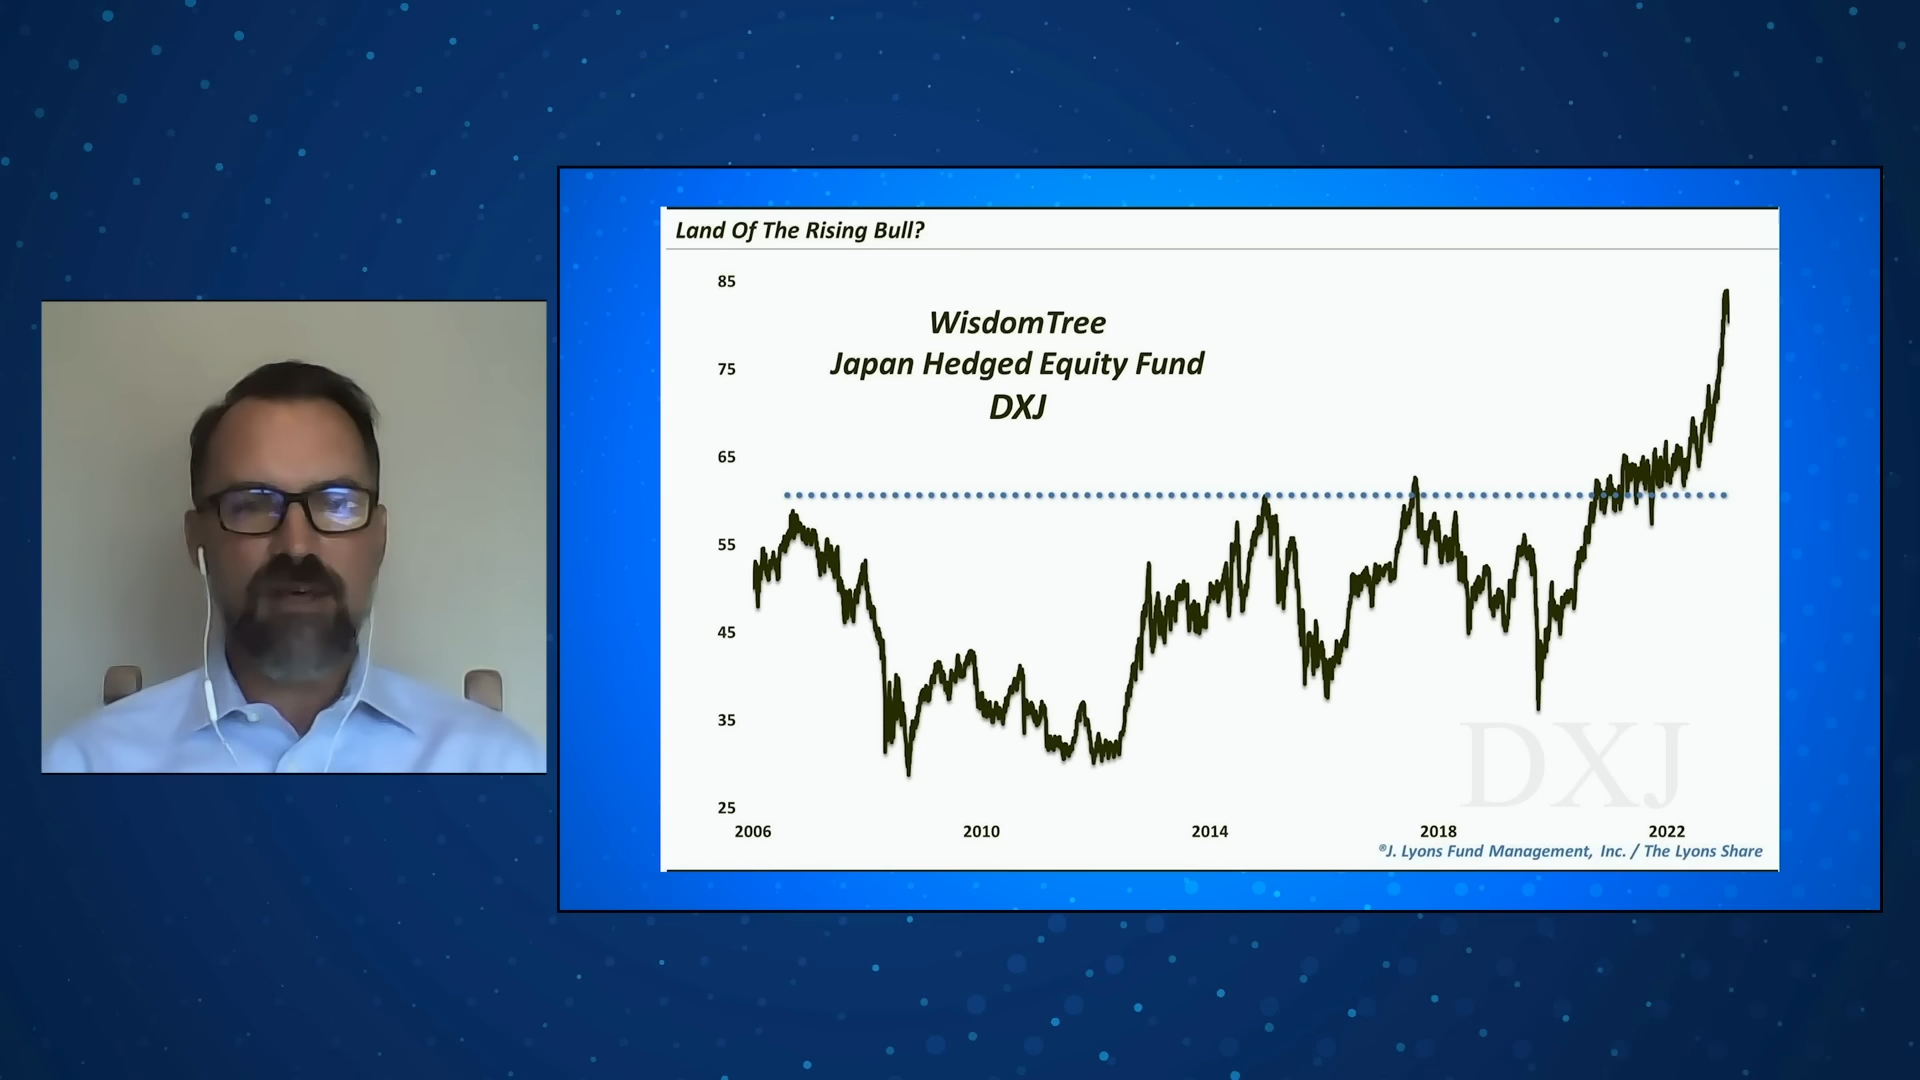 Land Of The Rising Bull?
WisdomTree
Japan Hedged Equity Fund
DXJ
85
75
65
55
45
35
25
DXJ
2006 2010 2014 2018 2022
®J. Lyons Fund Management, Inc. / The Lyons Share